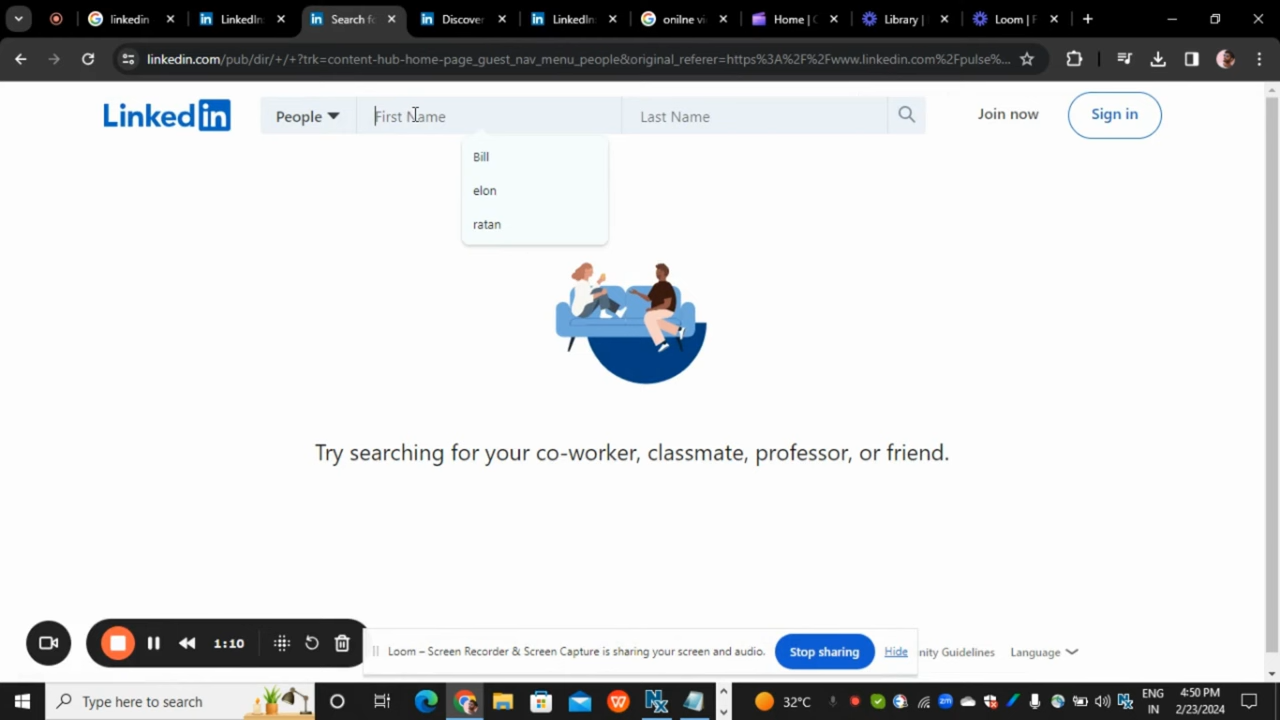 linkedin
LinkedIn:
Search fo
Discover
LinkedIn:
onilne vi
Home | C
Library |
Loom | F
linkedin.com/pub/dir/+/+?trk=content-hub-home-page_guest_nav_menu_people&original_referer=https%3A%2F%2Fwww.linkedin.com%2Fpulse%...
Linked in
People
First Name
Last Name
Join now
Sign in
Bill
elon
ratan
Try searching for your co-worker, classmate, professor, or friend.
1:10
Loom – Screen Recorder & Screen Capture is sharing your screen and audio.
Stop sharing
Hide
nity Guidelines
Language
Type here to search
32°C
ENG
IN
4:50 PM
2/23/2024